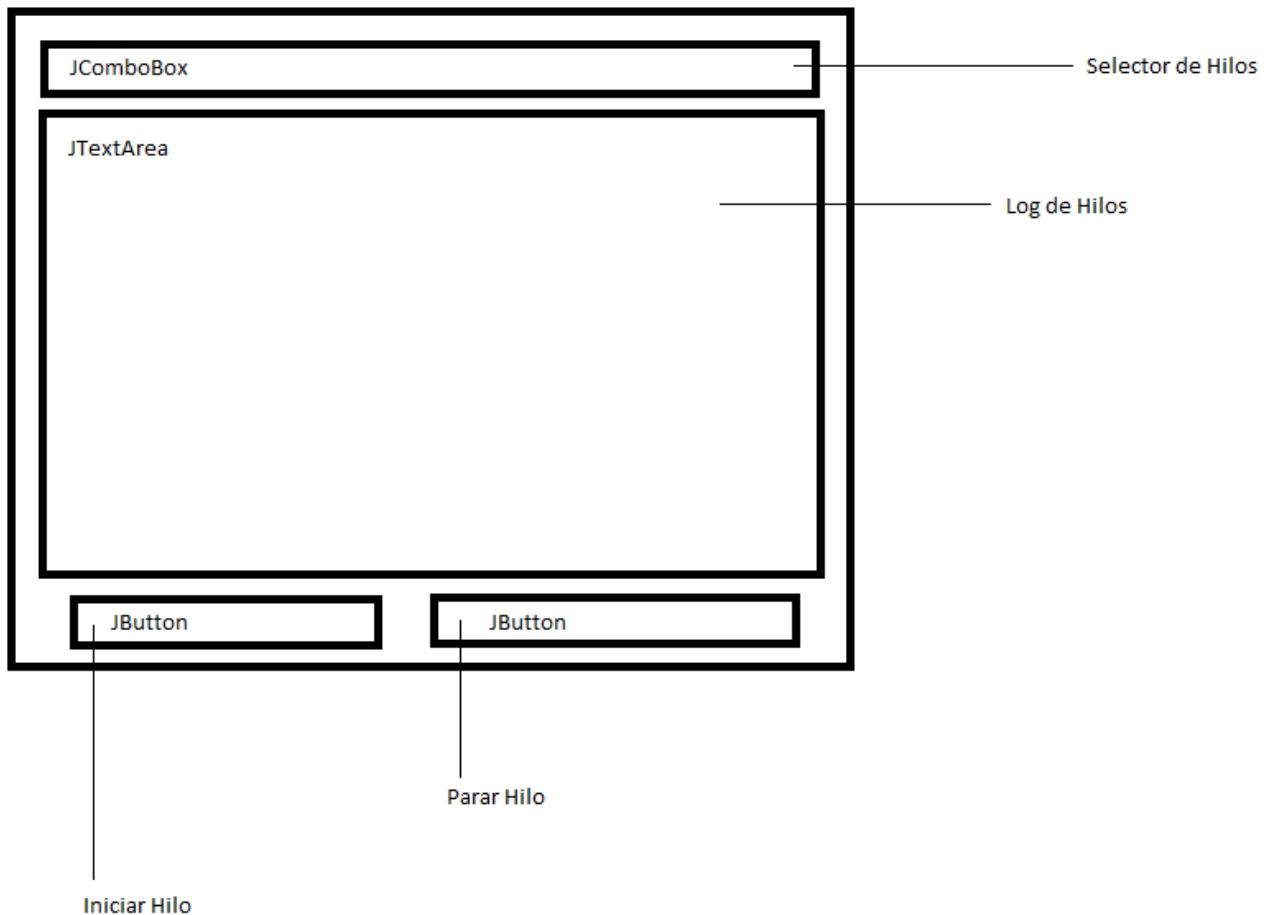 JComboBox
Selector de Hilos
JTextArea
Log de Hilos
JButton
JButton
Parar Hilo
Iniciar Hilo